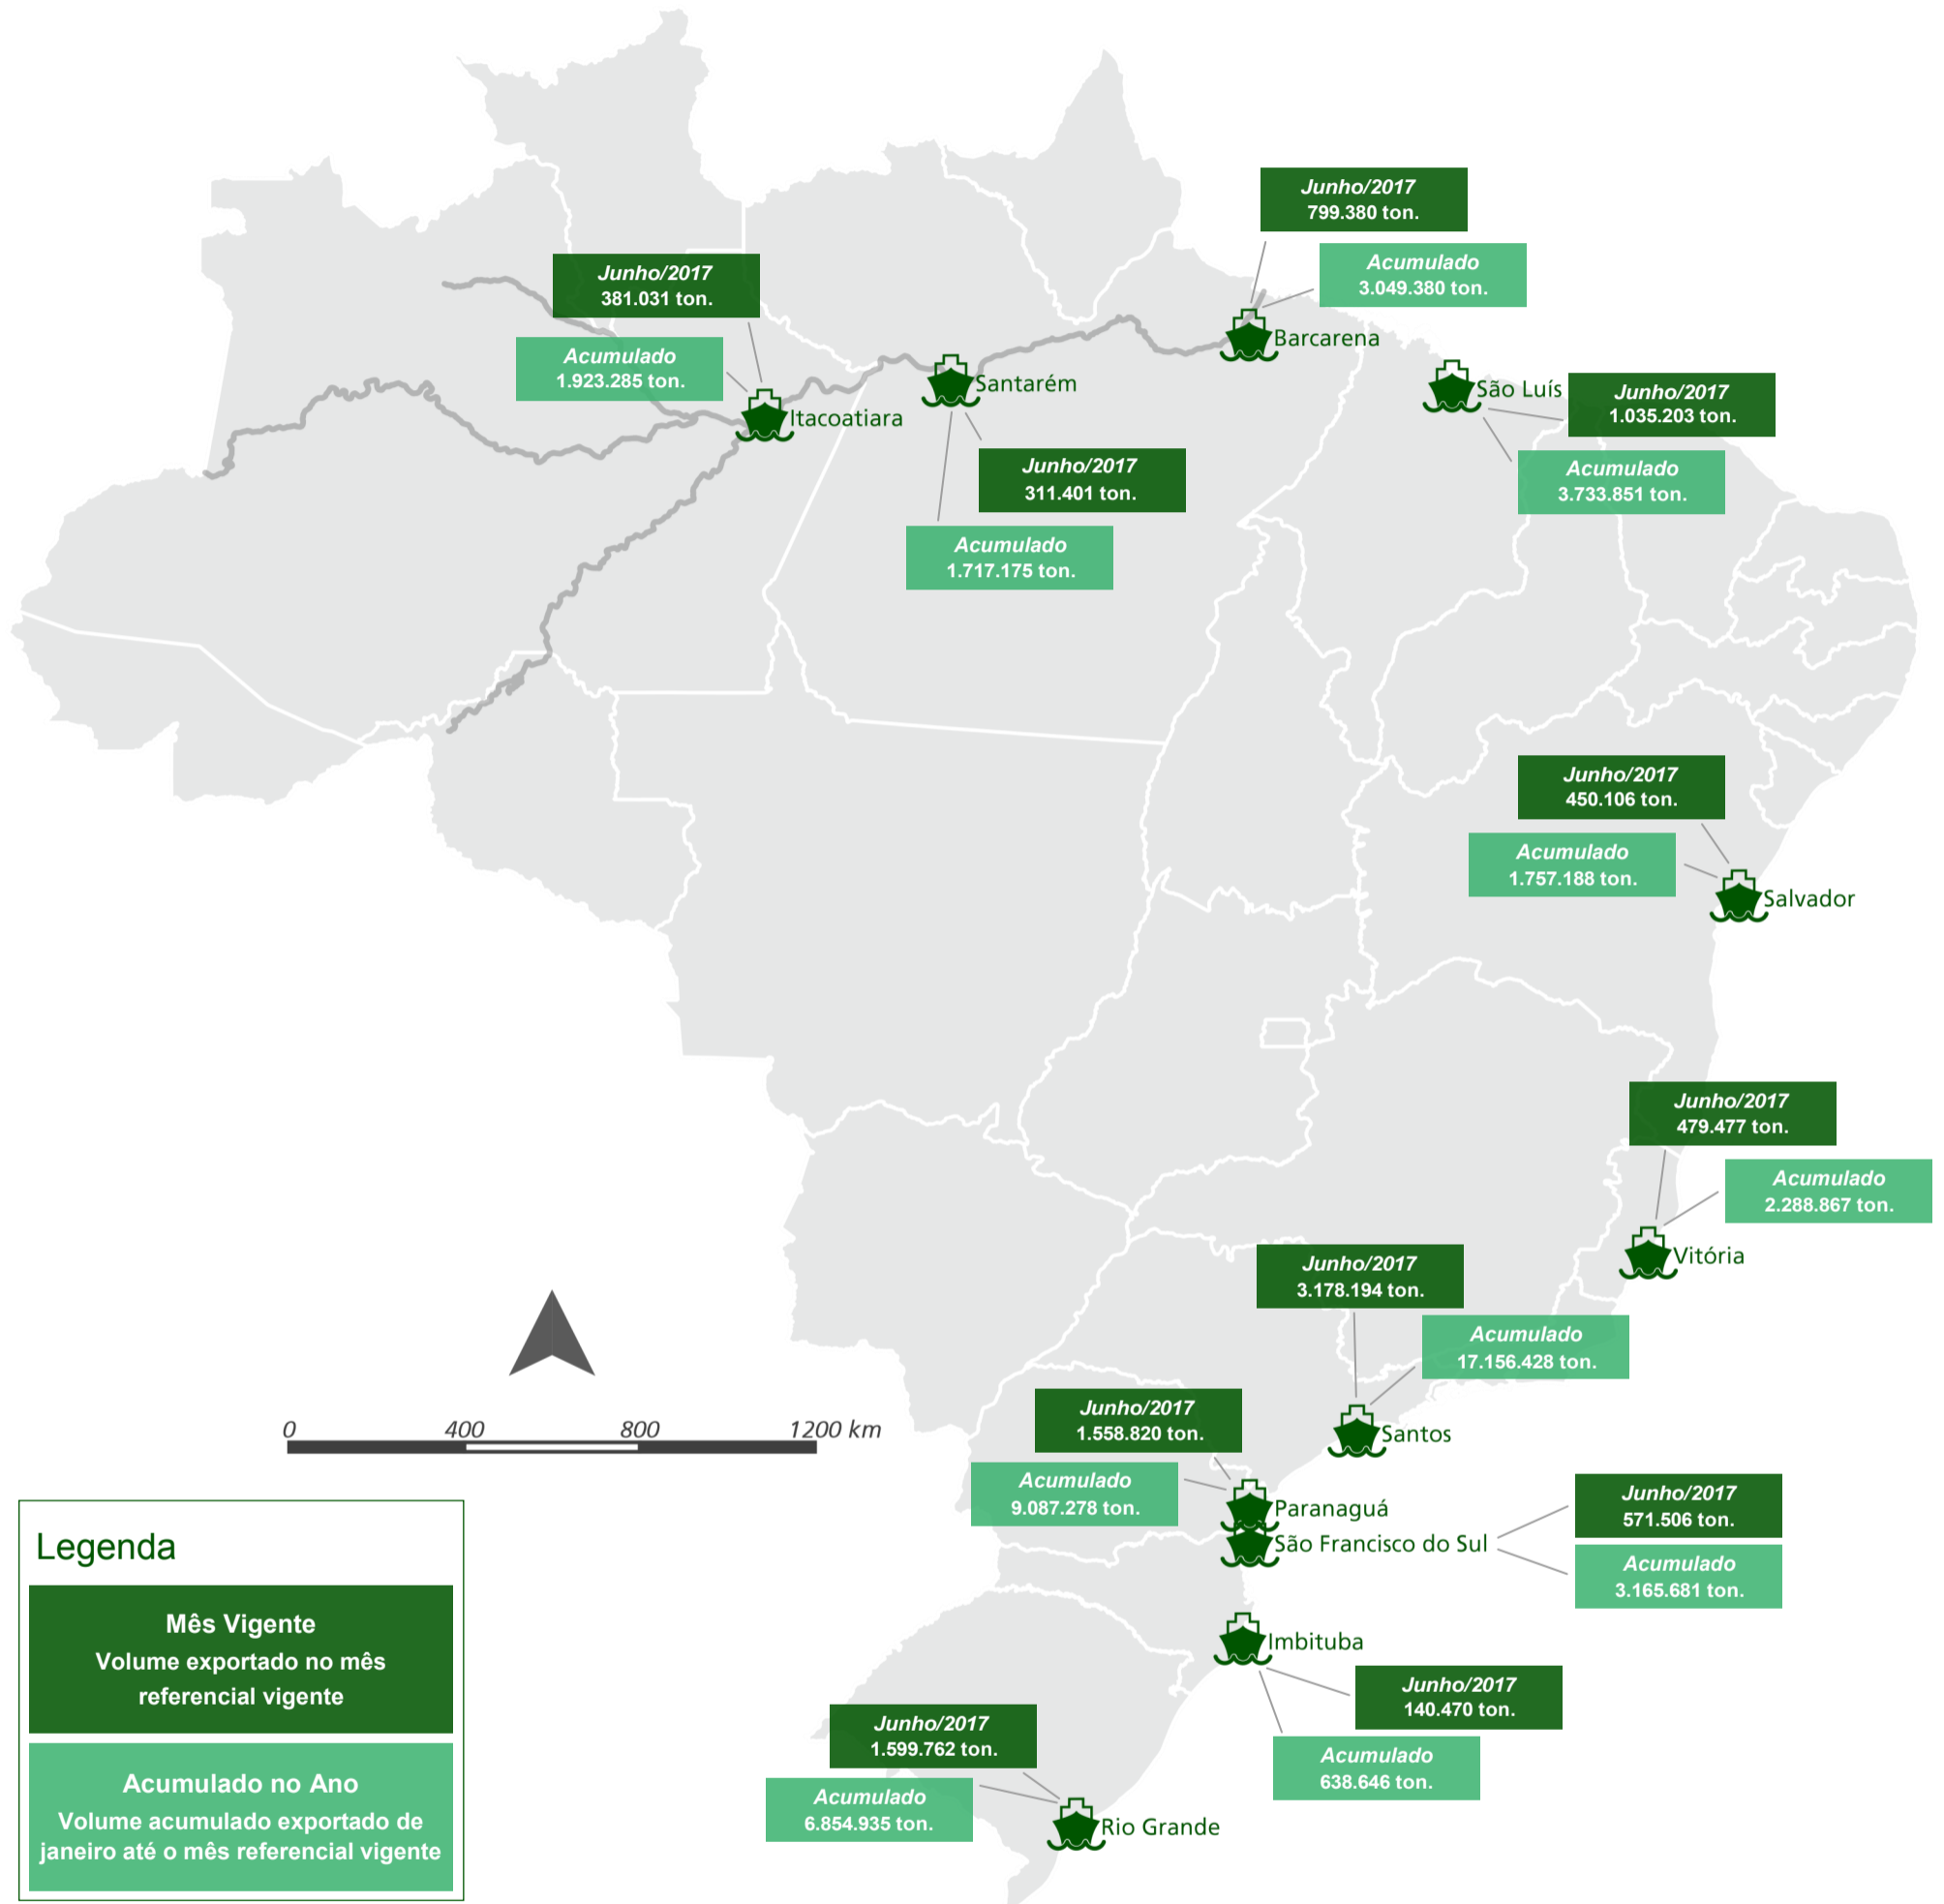 Junho/2017
799.380 ton.
Acumulado
3.049.380 ton.
Barcarena
Junho/2017
381.031 ton.
Acumulado
1.923.285 ton.
Itacoatiara
Santarém
Junho/2017
311.401 ton.
Acumulado
1.717.175 ton.
São Luís
Junho/2017
1.035.203 ton.
Acumulado
3.733.851 ton.
Junho/2017
450.106 ton.
Acumulado
1.757.188 ton.
Salvador
Junho/2017
479.477 ton.
Acumulado
2.288.867 ton.
Vitória
Junho/2017
3.178.194 ton.
Acumulado
17.156.428 ton.
Santos
Junho/2017
1.558.820 ton.
Acumulado
9.087.278 ton.
Paranaguá
São Francisco do Sul
Junho/2017
571.506 ton.
Acumulado
3.165.681 ton.
Imbituba
Junho/2017
140.470 ton.
Acumulado
638.646 ton.
Junho/2017
1.599.762 ton.
Acumulado
6.854.935 ton.
Rio Grande
0 400 800 1200 km
Legenda
Mês Vigente
Volume exportado no mês
referencial vigente
Acumulado no Ano
Volume acumulado exportado de
janeiro até o mês referencial vigente